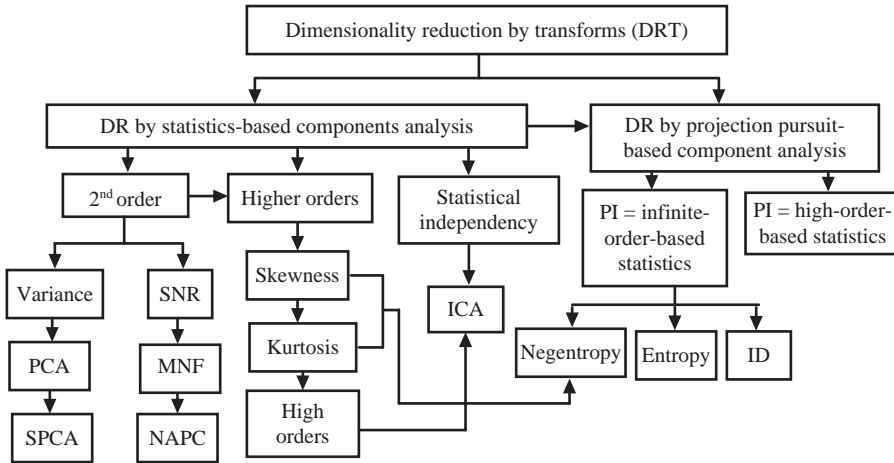 Dimensionality reduction by transforms (DRT)
DR by statistics-based components analysis
DR by projection pursuit-
based component analysis
2nd order
Higher orders
Statistical
independency
PI = infinite-
order-based
statistics
PI = high-order-
based statistics
Variance
SNR
Skewness
ICA
PCA
MNF
Kurtosis
Negentropy
Entropy
ID
SPCA
NAPC
High
orders